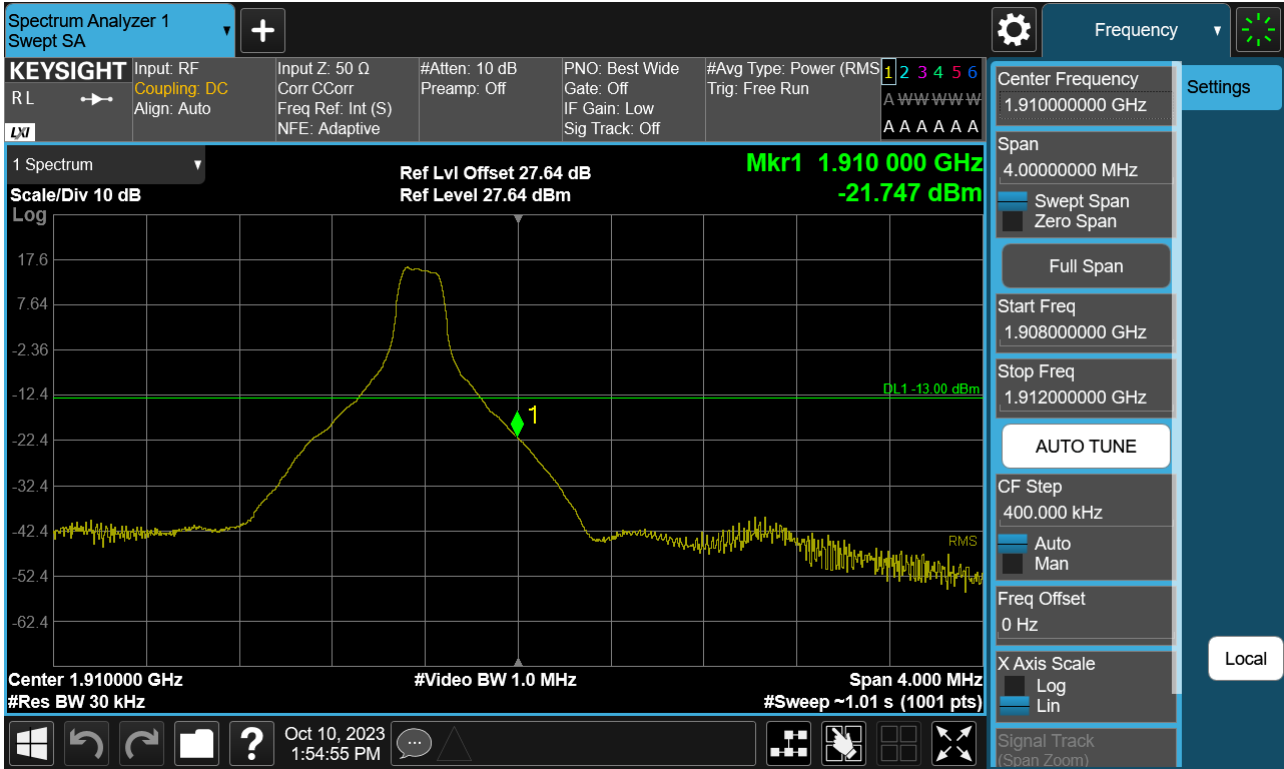 Spectrum Analyzer 1
Swept SA
Frequency
KEYSIGHT
R L
LXI
Input: RF
Coupling: DC
Align: Auto
Input Z: 50 Ω
Corr CCorr
Freq Ref: Int (S)
NFE: Adaptive
#Atten: 10 dB
Preamp: Off
PNO: Best Wide
Gate: Off
IF Gain: Low
Sig Track: Off
#Avg Type: Power (RMS
Trig: Free Run
1 2 3 4 5 6
A W W W W W
A A A A A A
1 Spectrum
Scale/Div 10 dB
Log
Ref Lvl Offset 27.64 dB
Ref Level 27.64 dBm
Mkr1 1.910 000 GHz
-21.747 dBm
17.6
7.64
-2.36
-12.4
-22.4
-32.4
-42.4
-52.4
-62.4
DL1 -13.00 dBm
1
RMS
Center 1.910000 GHz
#Video BW 1.0 MHz
Span 4.000 MHz
#Res BW 30 kHz
#Sweep ~1.01 s (1001 pts)
?
Oct 10, 2023
1:54:55 PM
Center Frequency
1.910000000 GHz
Span
4.00000000 MHz
Swept Span
Zero Span
Full Span
Start Freq
1.908000000 GHz
Stop Freq
1.912000000 GHz
AUTO TUNE
CF Step
400.000 kHz
Auto
Man
Freq Offset
0 Hz
X Axis Scale
Log
Lin
Signal Track
(Span Zoom)
Settings
Local